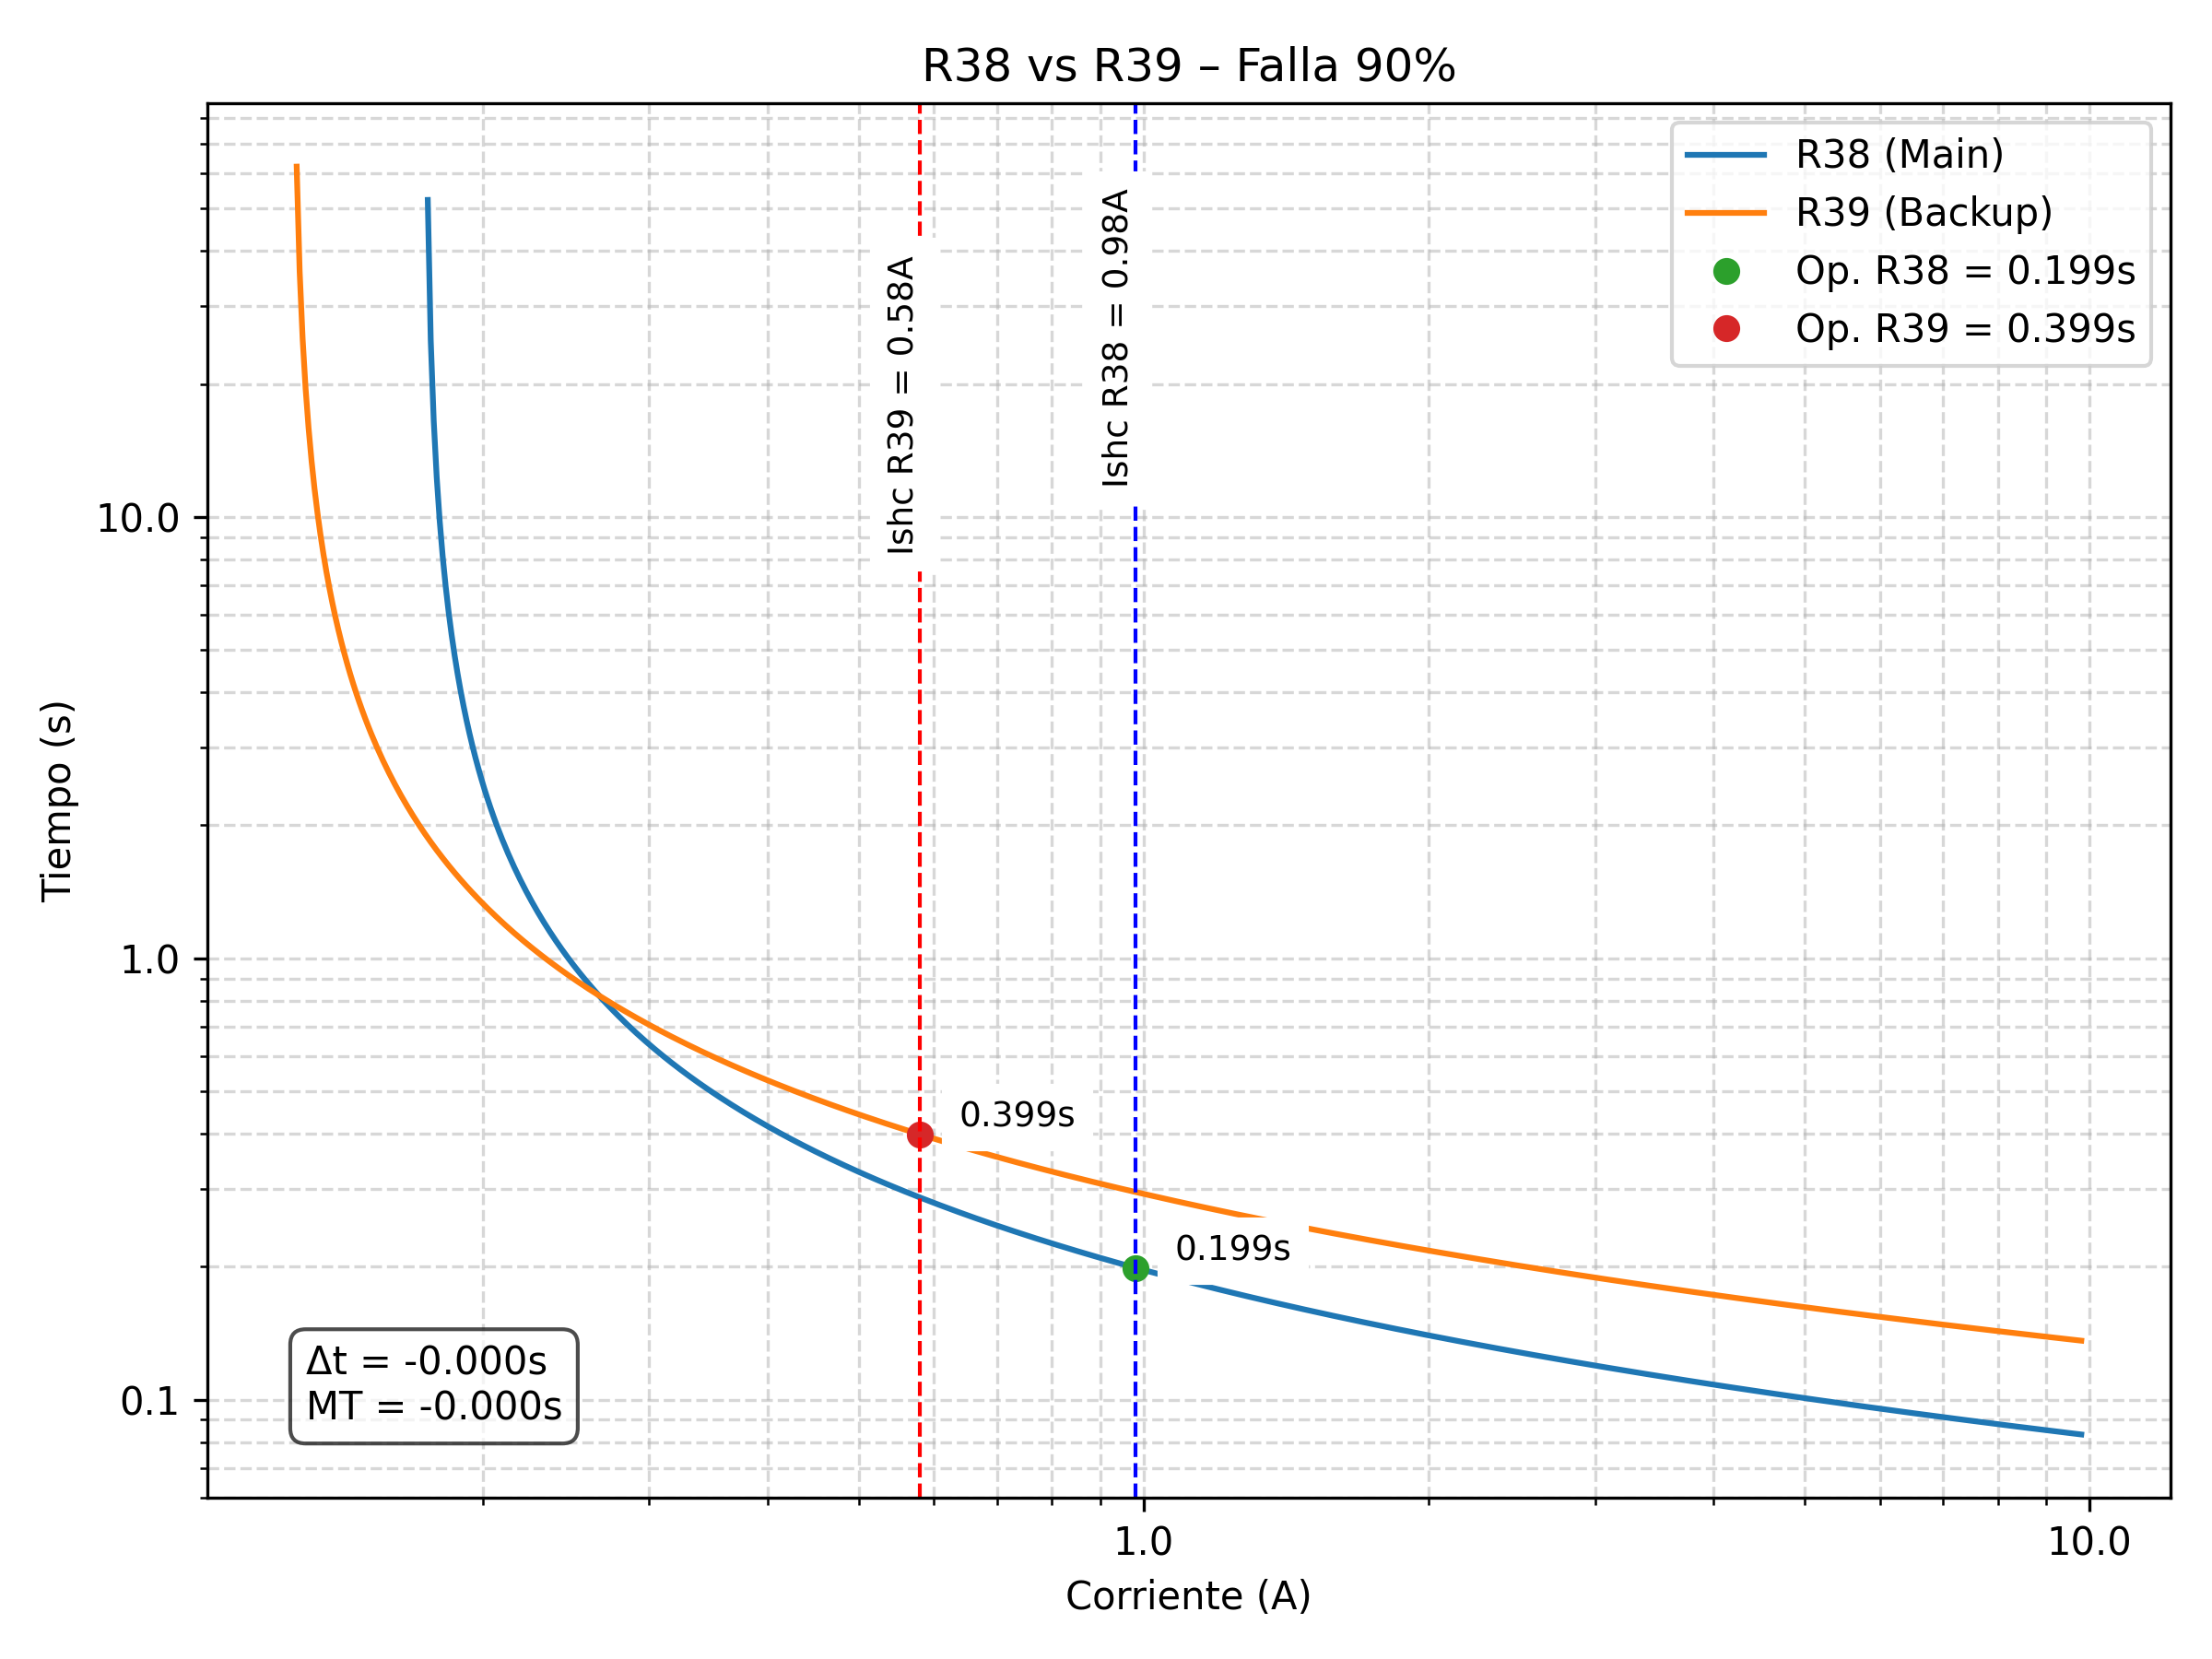 R38 vs R39 – Falla 90%
R38 (Main)
R39 (Backup)
Op. R38 = 0.199s
Op. R39 = 0.399s
Ishc R39 = 0.58A
Ishc R38 = 0.98A
10.0
1.0
0.1
Tiempo (s)
0.399s
0.199s
Δt = -0.000s
MT = -0.000s
1.0
10.0
Corriente (A)